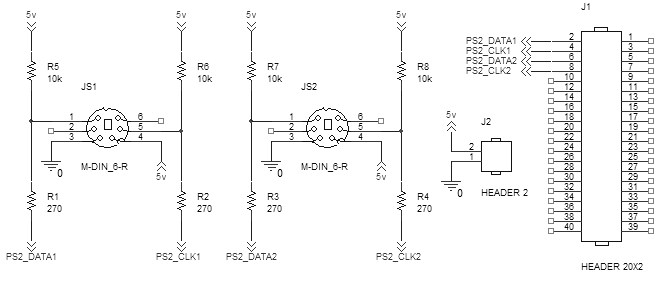 5v 5v 5v 5v J1
PS2_DATA1 2 1
PS2_CLK1 4 3
PS2_DATA2 6 5
PS2_CLK2 8 7
R5 R6 R7 R8
10k 10k 10k 10k
10 9
12 11
14 13
16 15
18 17
20 19
22 21
24 23
26 25
28 27
30 29
32 31
34 33
36 35
38 37
40 39
JS1 JS2
1 6 1 6
2 5 2 5
3 4 3 4
5v J2
2
1
0 M-DIN_6-R 5v 0 M-DIN_6-R 5v 0
HEADER 2
R1 R2 R3 R4
270 270 270 270
PS2_DATA1 PS2_CLK1 PS2_DATA2 PS2_CLK2
HEADER 20X2